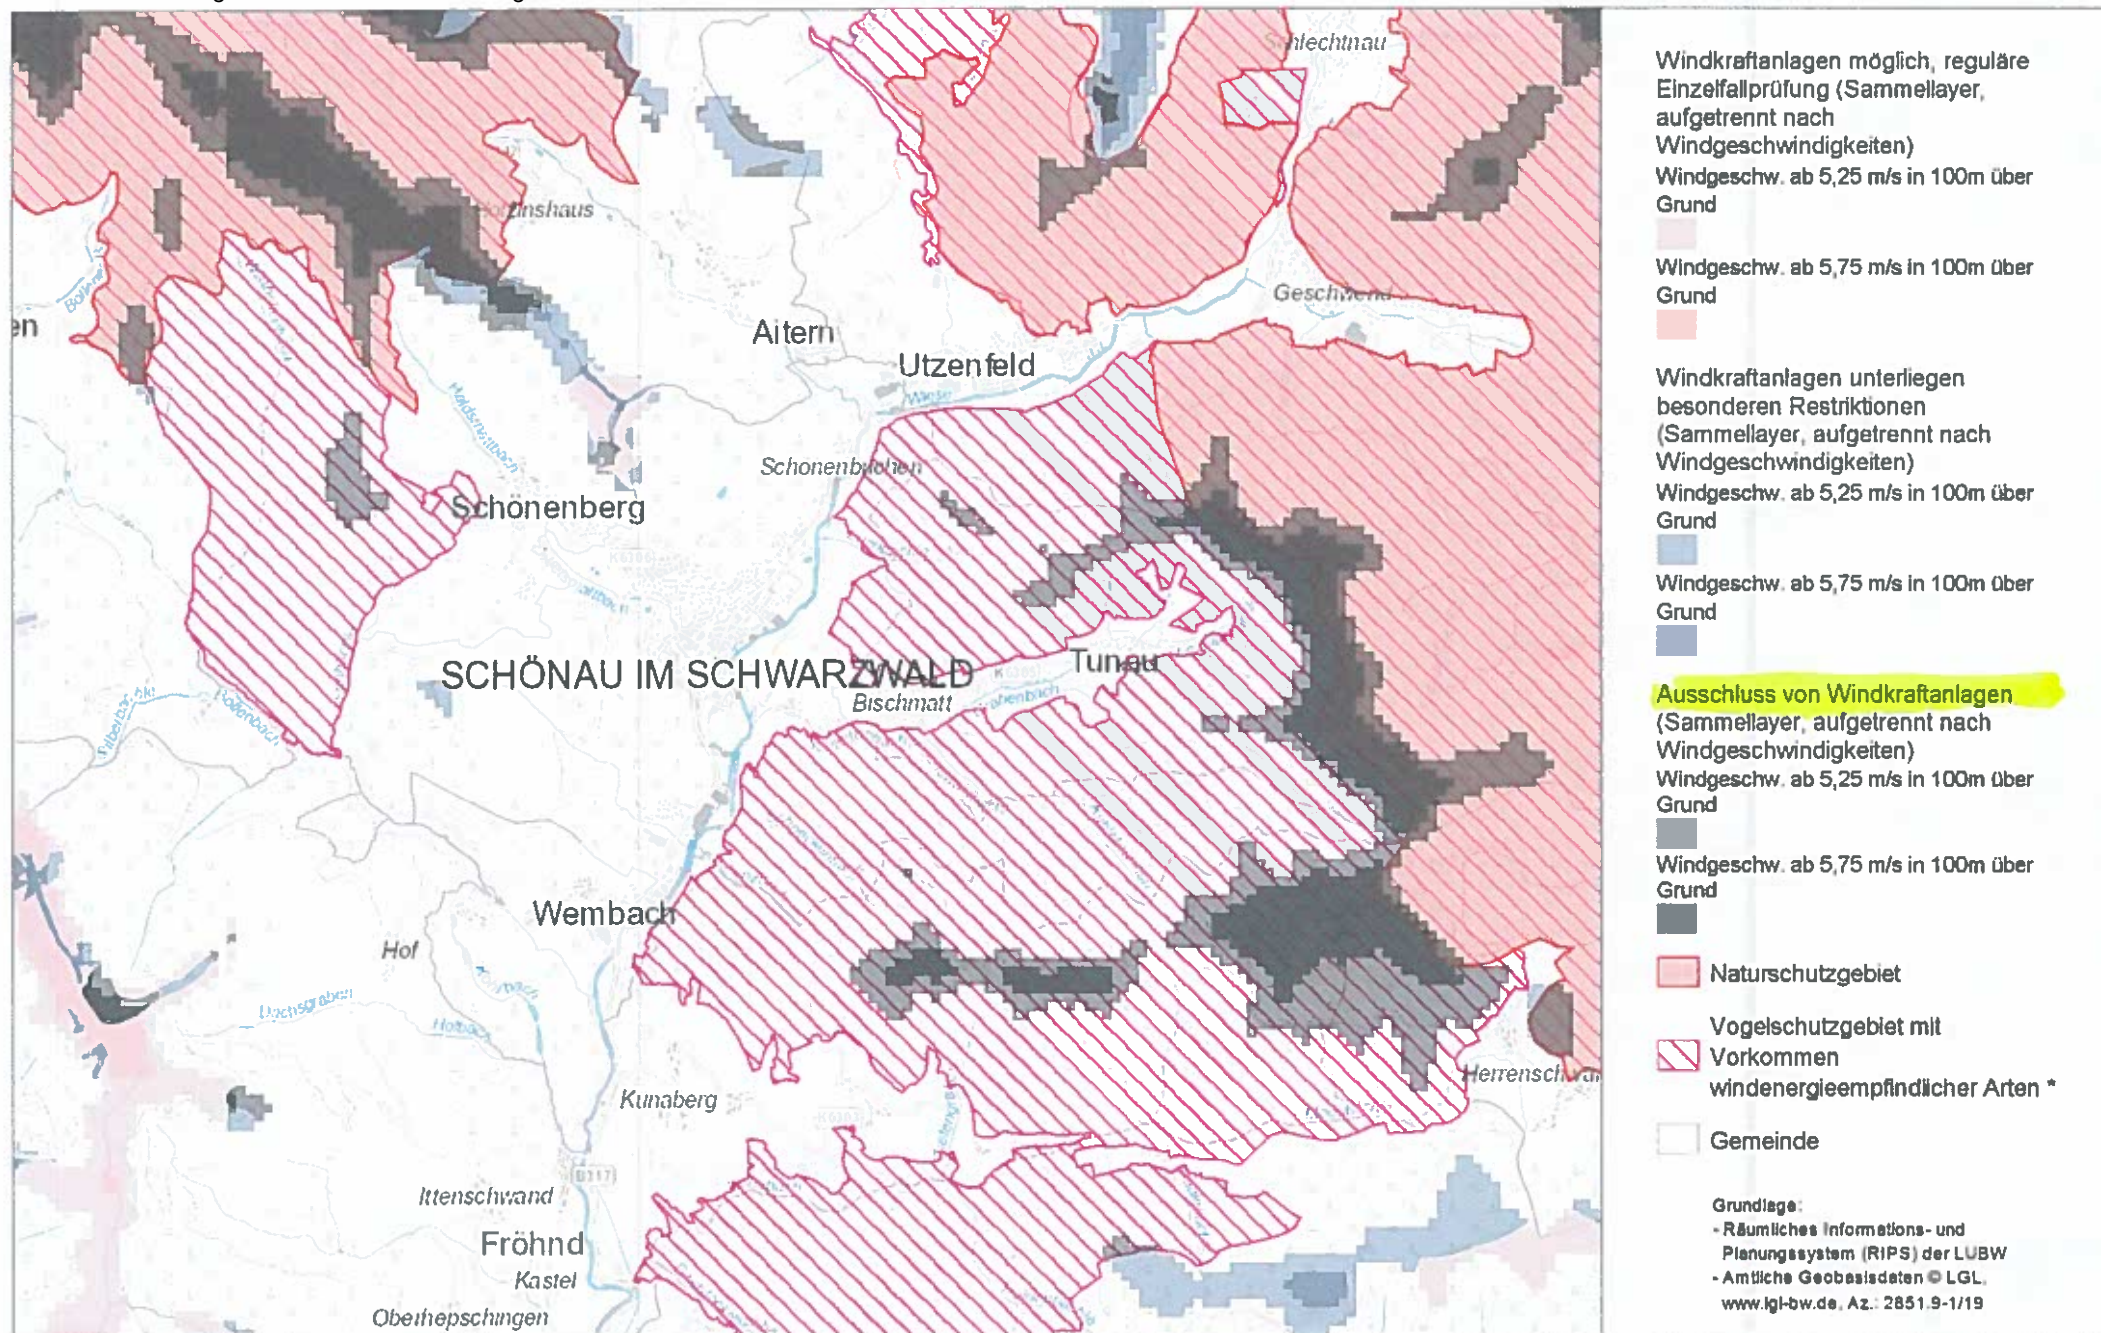 Schlechtnau
Geschwend
Aitern
Utzenfeld
Wiese
Schönenberg
K6306
SCHÖNAU IM SCHWARZWALD
Tunau
Bischmatt
Wembach
Hof
Dachsgraben
Kunaberg
Ittenschwand
B317
Fröhnd
Kastel
Oberhepschingen
Windkraftanlagen möglich, reguläre
Einzelfallprüfung (Sammellayer,
aufgetrennt nach
Windgeschwindigkeiten)
Windgeschw. ab 5,25 m/s in 100m über
Grund
Windgeschw. ab 5,75 m/s in 100m über
Grund
Windkraftanlagen unterliegen
besonderen Restriktionen
(Sammellayer, aufgetrennt nach
Windgeschwindigkeiten)
Windgeschw. ab 5,25 m/s in 100m über
Grund
Windgeschw. ab 5,75 m/s in 100m über
Grund
Ausschluss von Windkraftanlagen
(Sammellayer, aufgetrennt nach
Windgeschwindigkeiten)
Windgeschw. ab 5,25 m/s in 100m über
Grund
Windgeschw. ab 5,75 m/s in 100m über
Grund
Naturschutzgebiet
Vogelschutzgebiet mit
Vorkommen
windenergieempfindlicher Arten *
Gemeinde
Grundlage:
- Räumliches Informations- und
Planungssystem (RIPS) der LUBW
- Amtliche Geobasisdaten © LGL,
www.lgl-bw.de, Az.: 2851.9-1/19